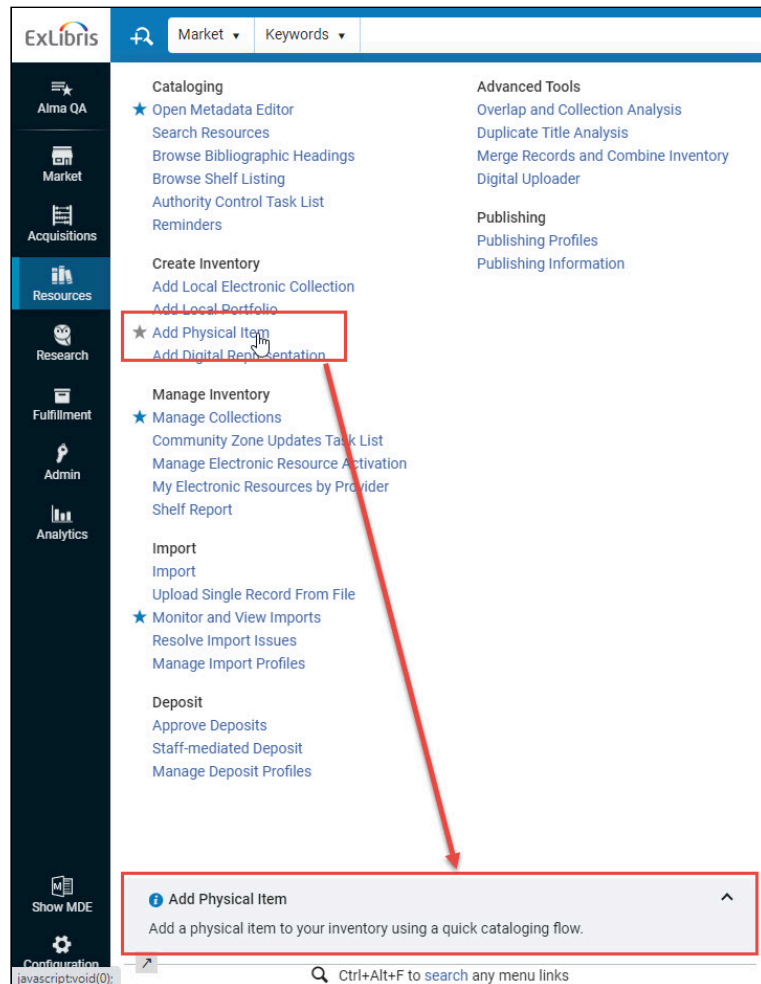 ExLibris
Market
Keywords
Alma QA
Market
Acquisitions
Resources
Research
Fulfillment
Admin
Analytics
Show MDE
Configuration
javascript:void(0);
Cataloging
Open Metadata Editor
Search Resources
Browse Bibliographic Headings
Browse Shelf Listing
Authority Control Task List
Reminders
Create Inventory
Add Local Electronic Collection
Add Local Portfolio
Add Physical Item
Add Digital Representation
Manage Inventory
Manage Collections
Community Zone Updates Task List
Manage Electronic Resource Activation
My Electronic Resources by Provider
Shelf Report
Import
Import
Upload Single Record From File
Monitor and View Imports
Resolve Import Issues
Manage Import Profiles
Deposit
Approve Deposits
Staff-mediated Deposit
Manage Deposit Profiles
Advanced Tools
Overlap and Collection Analysis
Duplicate Title Analysis
Merge Records and Combine Inventory
Digital Uploader
Publishing
Publishing Profiles
Publishing Information
Add Physical Item
Add a physical item to your inventory using a quick cataloging flow.
Ctrl+Alt+F to search any menu links